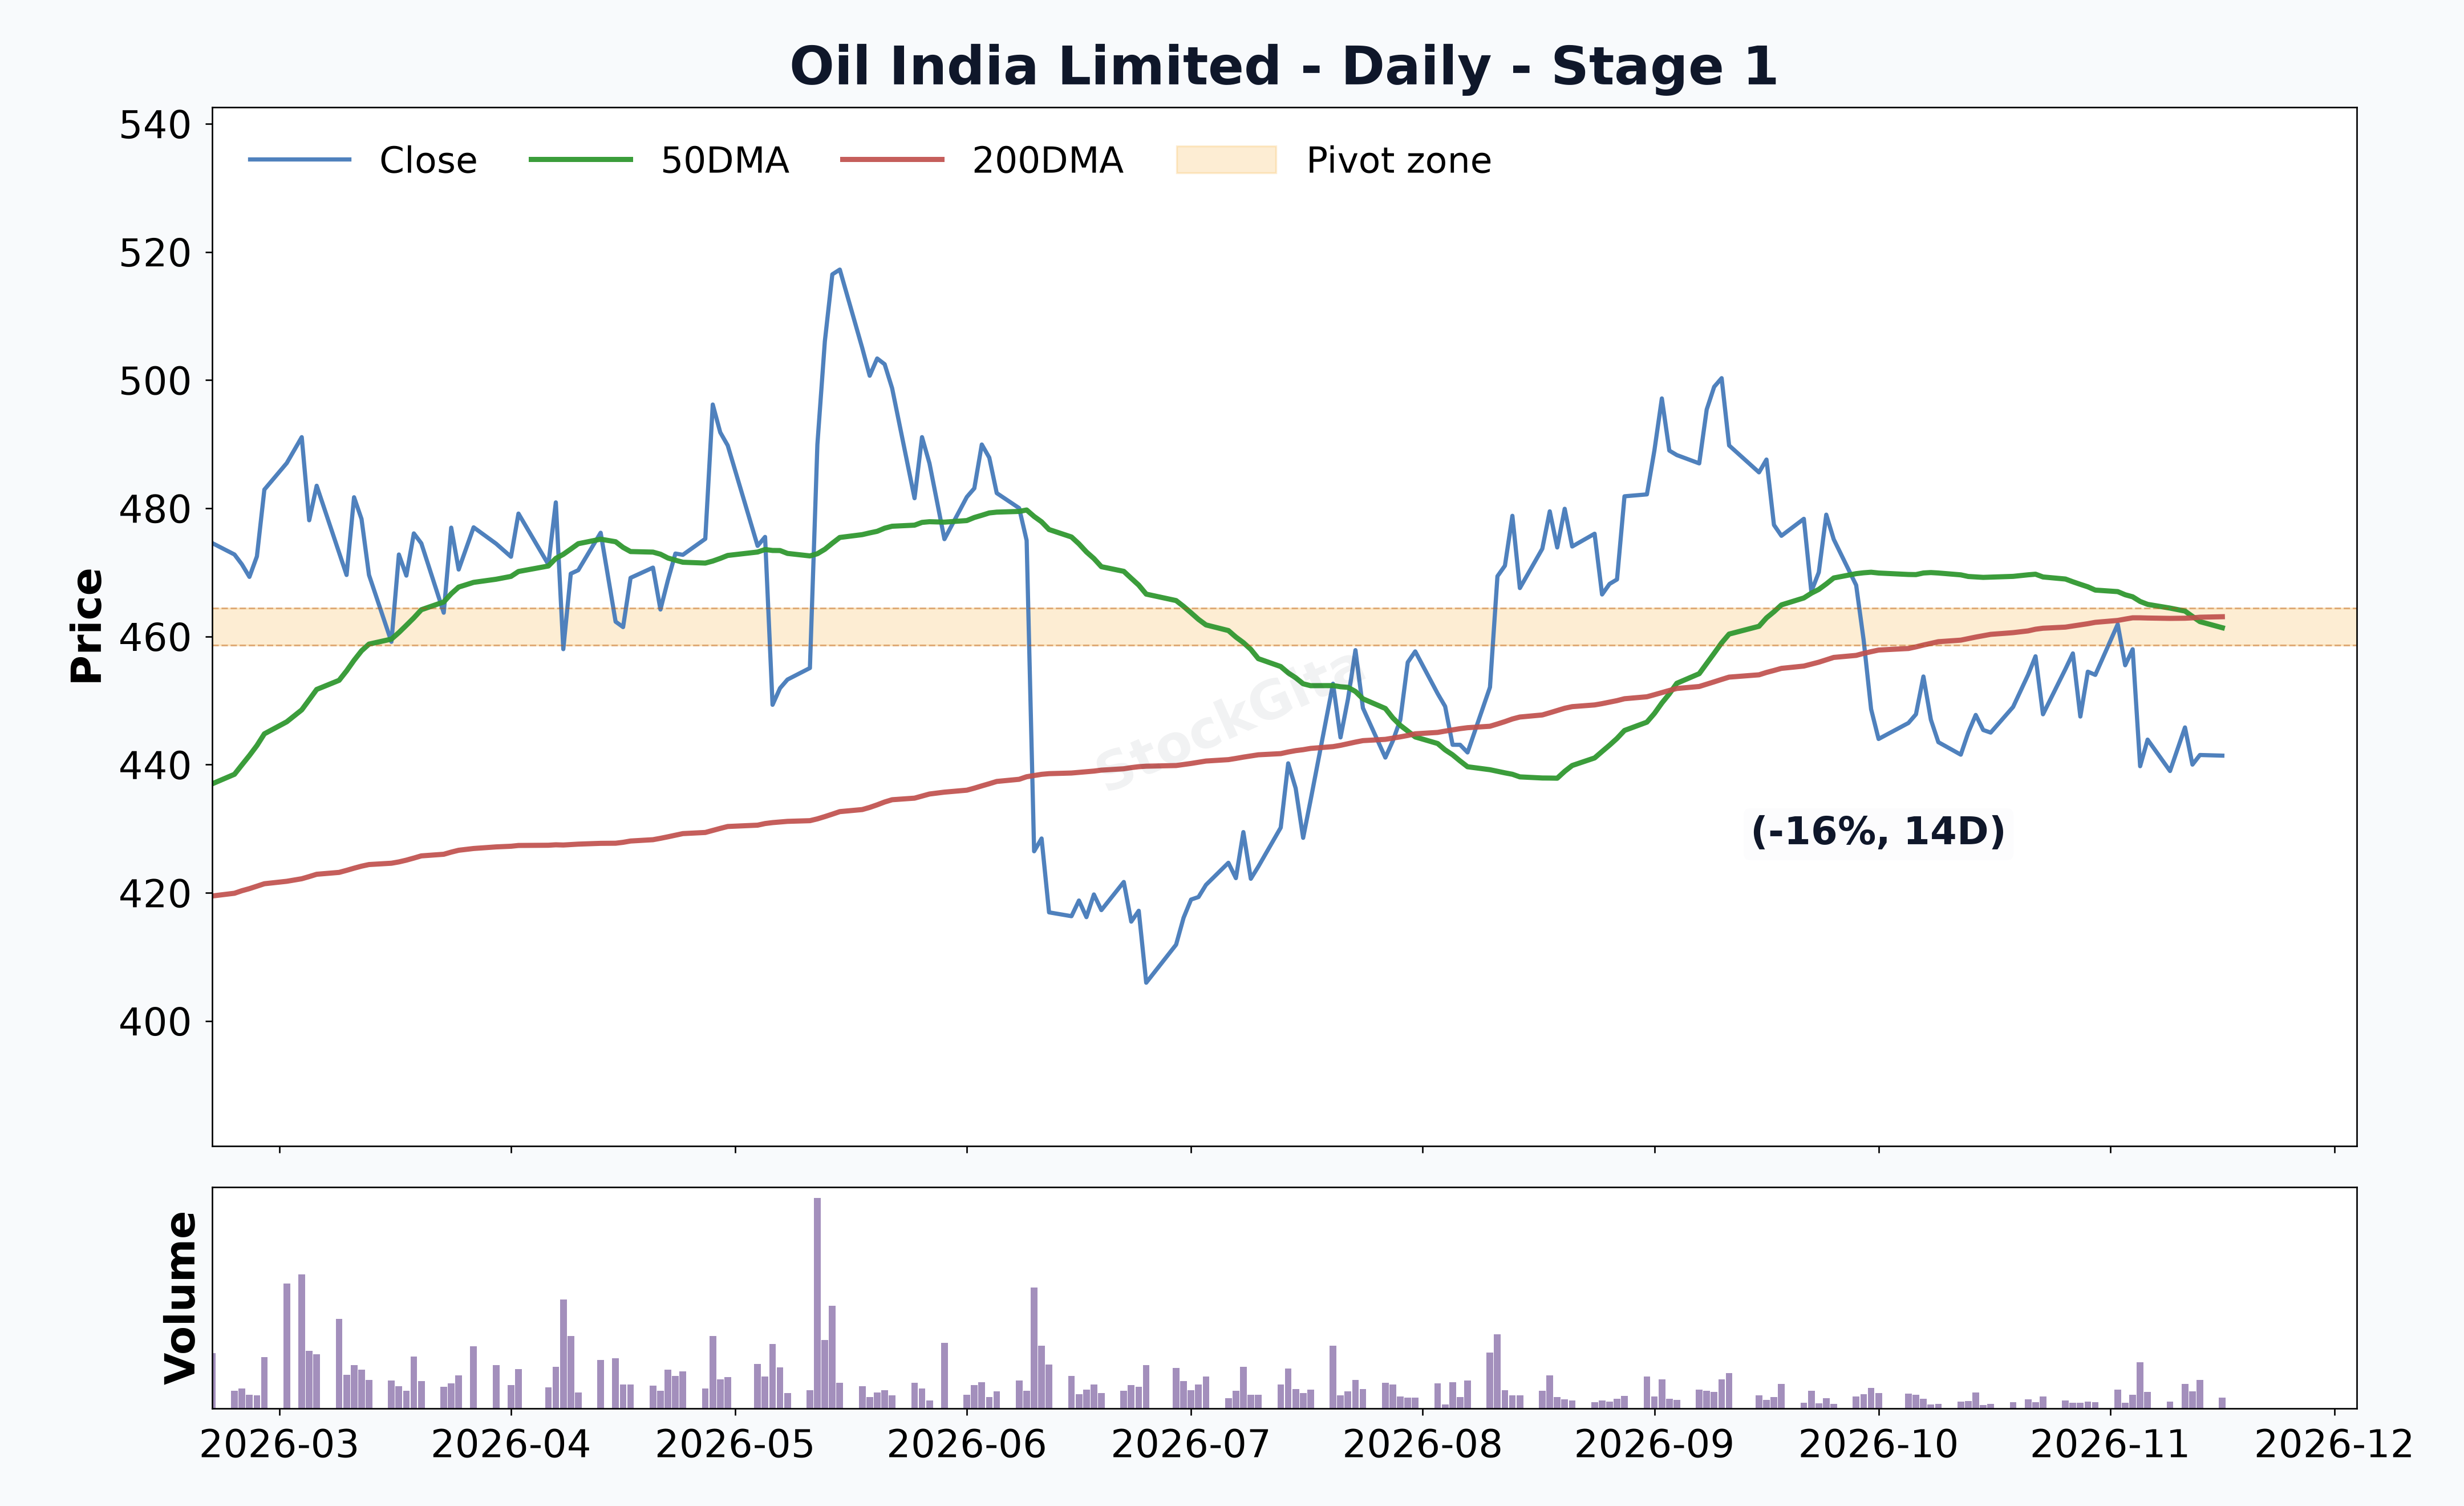 Oil India Limited - Daily - Stage 1
Close 50DMA 200DMA Pivot zone
Price
540
520
500
480
460
440
420
400
StockGita
(-16%, 14D)
Volume
2026-03 2026-04 2026-05 2026-06 2026-07 2026-08 2026-09 2026-10 2026-11 2026-12